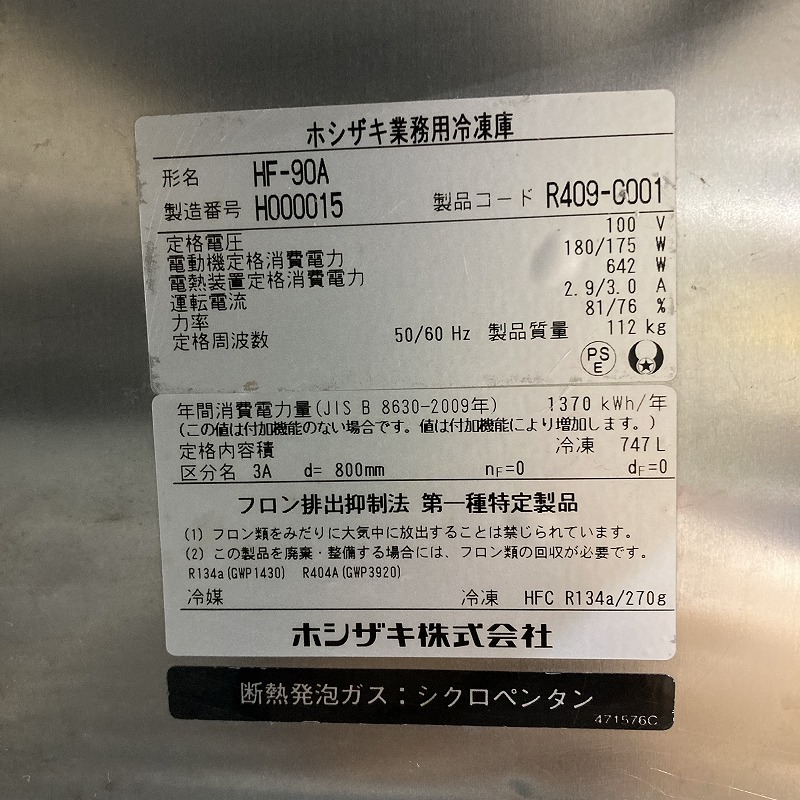 ホシザキ業務用冷凍庫
形名 HF-90A
製造番号 H000015 製品コード R409-C001
定格電圧 100 V
電動機定格消費電力 180/175 W
電熱装置定格消費電力 642 W
運転電流 2.9/3.0 A
力率 81/76 %
定格周波数 50/60 Hz 製品質量 112 kg
PS
E
年間消費電力量(JIS B 8630-2009年) 1370 kWh/年
(この値は付加機能のない場合です。値は付加機能により増加します。)
定格内容積 冷凍 747 L
区分名 3A d= 800mm nF=0 dF=0
フロン排出抑制法 第一種特定製品
(1) フロン類をみだりに大気中に放出することは禁じられています。
(2) この製品を廃棄・整備する場合には、フロン類の回収が必要です。
R134a(GWP1430) R404A(GWP3920)
冷媒 冷凍 HFC R134a/270g
ホシザキ株式会社
断熱発泡ガス:シクロペンタン
471576C